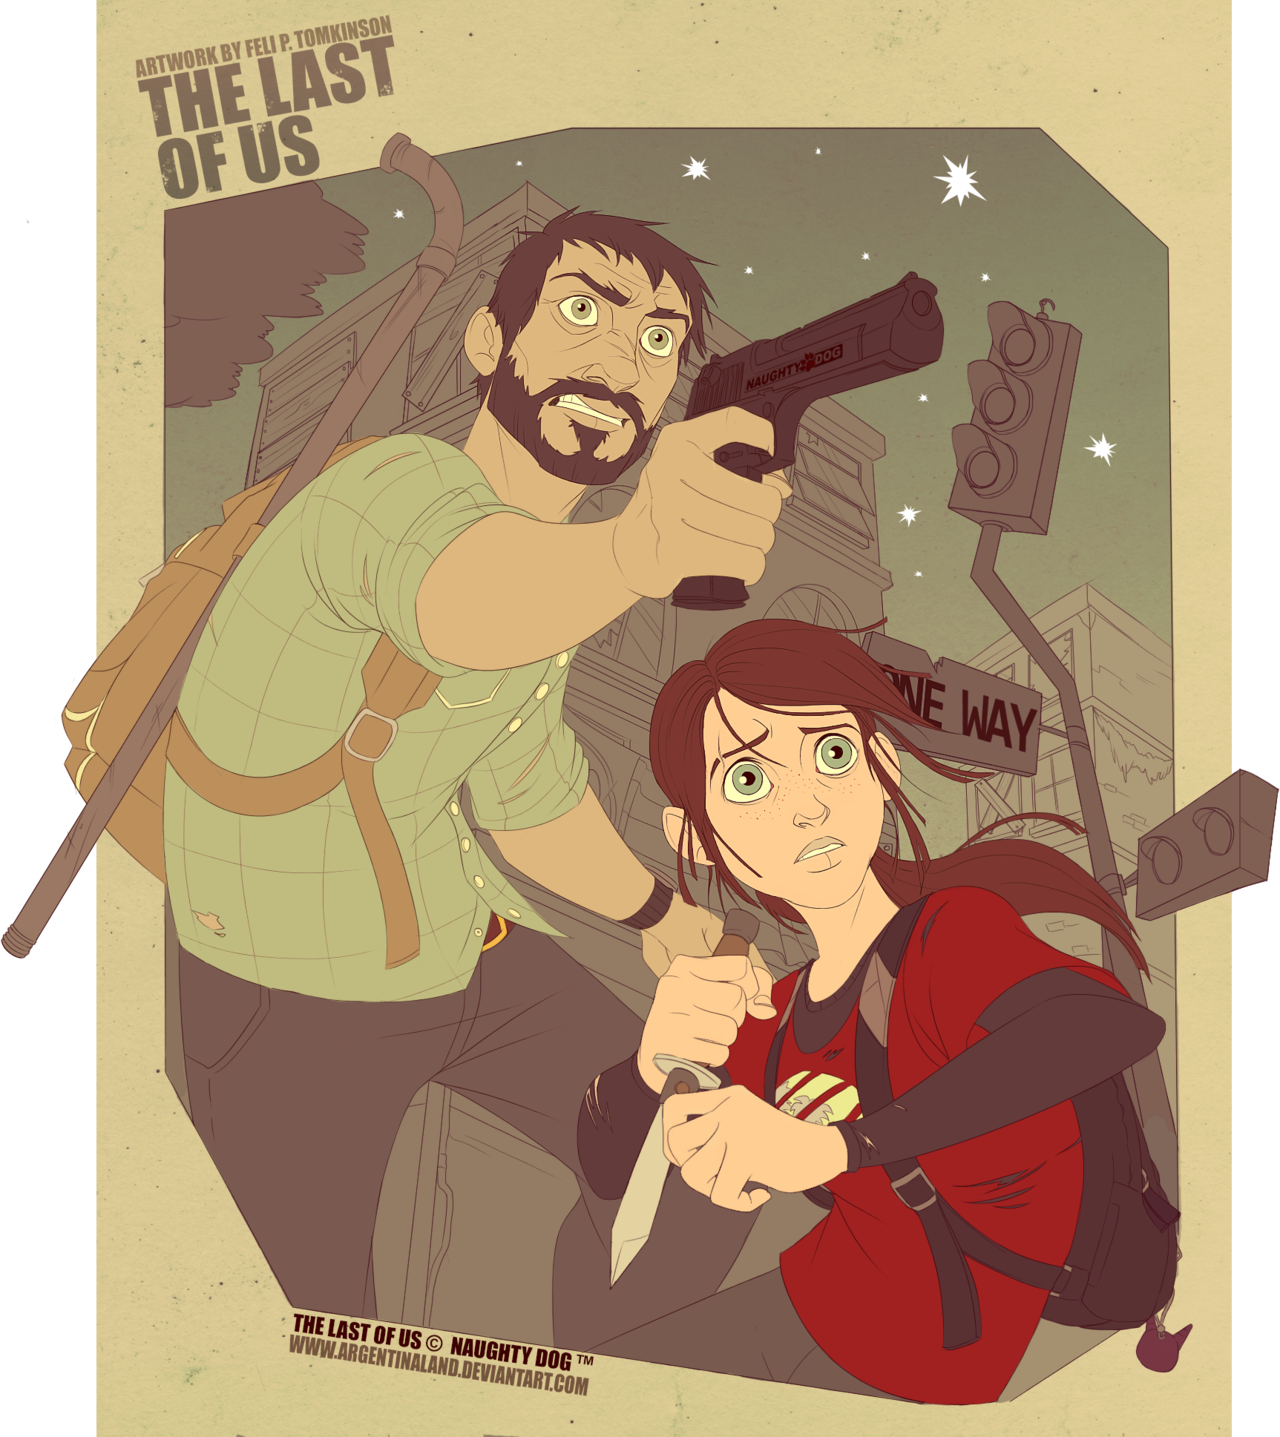 ARTWORK BY FELI P. TOMKINSON
THE LAST
OF US
NAUGHTY DOG
ONE WAY
THE LAST OF US © NAUGHTY DOG ™
WWW.ARGENTINALAND.DEVIANTART.COM